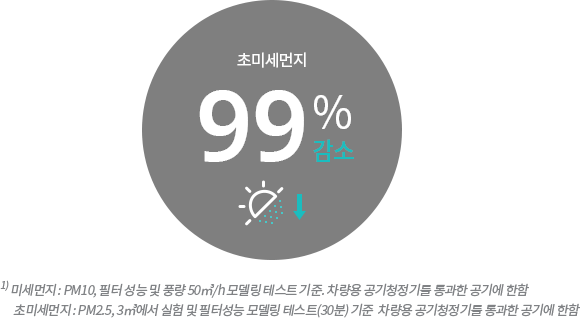 초미세먼지
99%
감소
1) 미세먼지 : PM10, 필터 성능 및 풍량 50㎥/h 모델링 테스트 기준. 차량용 공기청정기를 통과한 공기에 한함
초미세먼지 : PM2.5, 3㎥에서 실험 및 필터성능 모델링 테스트(30분) 기준 차량용 공기청정기를 통과한 공기에 한함